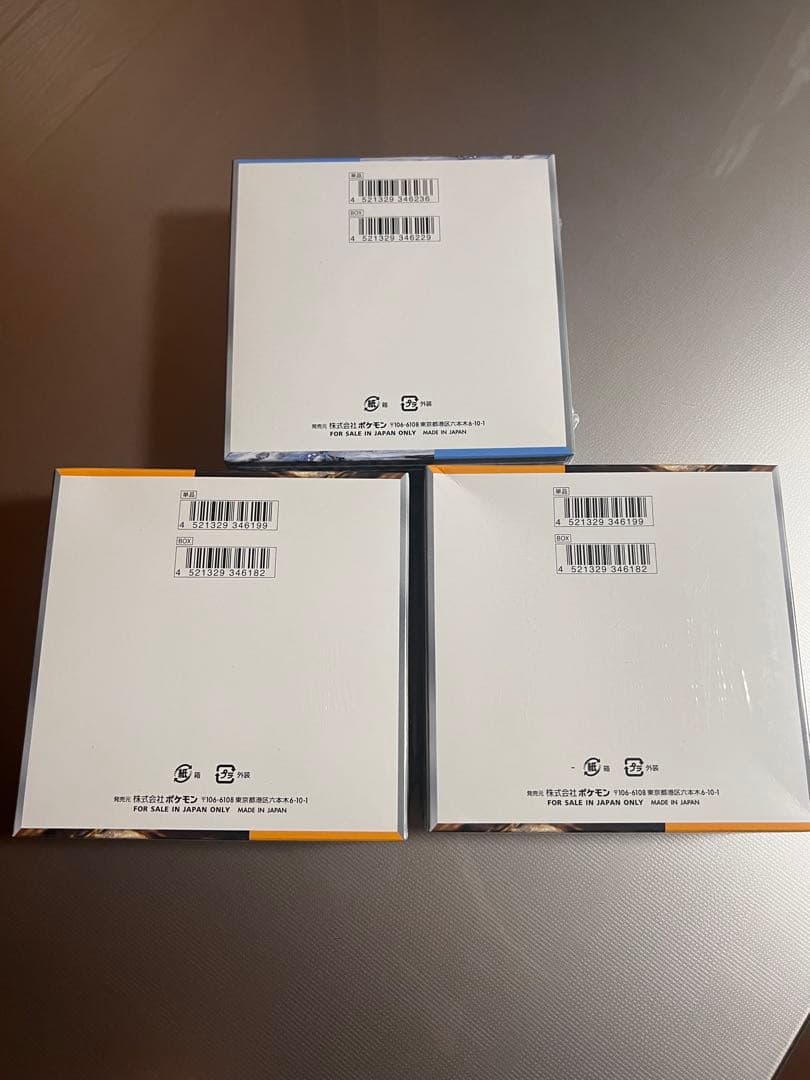 単品
4 521329 346236
BOX
4 521329 346229
紙 箱 プラ 外装
発売元 株式会社ポケモン 〒106-6108 東京都港区六本木6-10-1
FOR SALE IN JAPAN ONLY MADE IN JAPAN
単品
4 521329 346199
BOX
4 521329 346182
紙 箱 プラ 外装
発売元 株式会社ポケモン 〒106-6108 東京都港区六本木6-10-1
FOR SALE IN JAPAN ONLY MADE IN JAPAN
単品
4 521329 346199
BOX
4 521329 346182
紙 箱 プラ 外装
発売元 株式会社ポケモン 〒106-6108 東京都港区六本木6-10-1
FOR SALE IN JAPAN ONLY MADE IN JAPAN